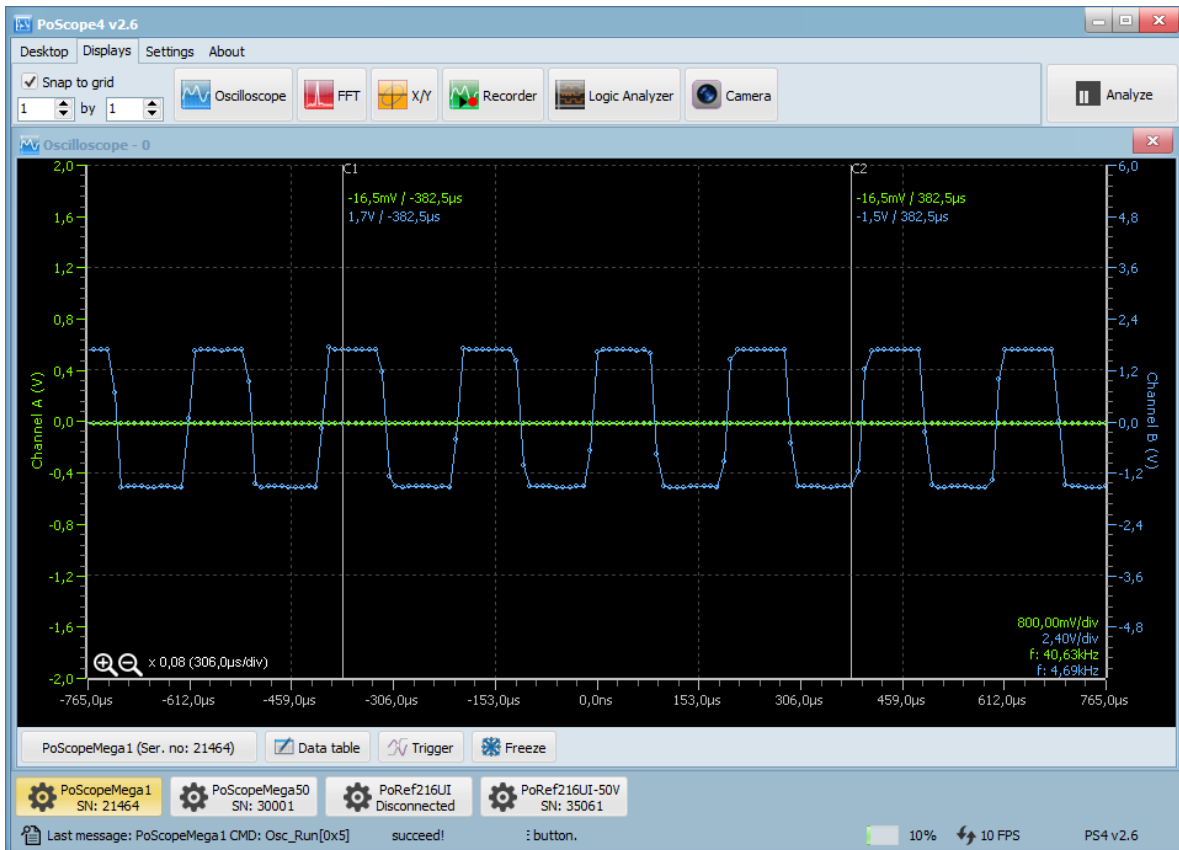 PoScope4 v2.6
Desktop Displays Settings About
Snap to grid
1 by 1
Oscilloscope FFT X/Y Recorder Logic Analyzer Camera Analyze
Oscilloscope - 0
C1 C2
-16,5mV / -382,5µs -16,5mV / 382,5µs
1,7V / -382,5µs -1,5V / 382,5µs
2,0
1,6
1,2
0,8
0,4
0,0
-0,4
-0,8
-1,2
-1,6
-2,0
Channel A (V)
6,0
4,8
3,6
2,4
1,2
0,0
-1,2
-2,4
-3,6
-4,8
Channel B (V)
800,00mV/div
2,40V/div
f: 40,63kHz
f: 4,69kHz
x 0,08 (306,0µs/div)
-765,0µs -612,0µs -459,0µs -306,0µs -153,0µs 0,0ns 153,0µs 306,0µs 459,0µs 612,0µs 765,0µs
PoScopeMega1 (Ser. no: 21464) Data table Trigger Freeze
PoScopeMega1 PoScopeMega50 PoRef216UI PoRef216UI-50V
SN: 21464 SN: 30001 Disconnected SN: 35061
Last message: PoScopeMega1 CMD: Osc_Run[0x5] succeed! : button. 10% 10 FPS PS4 v2.6